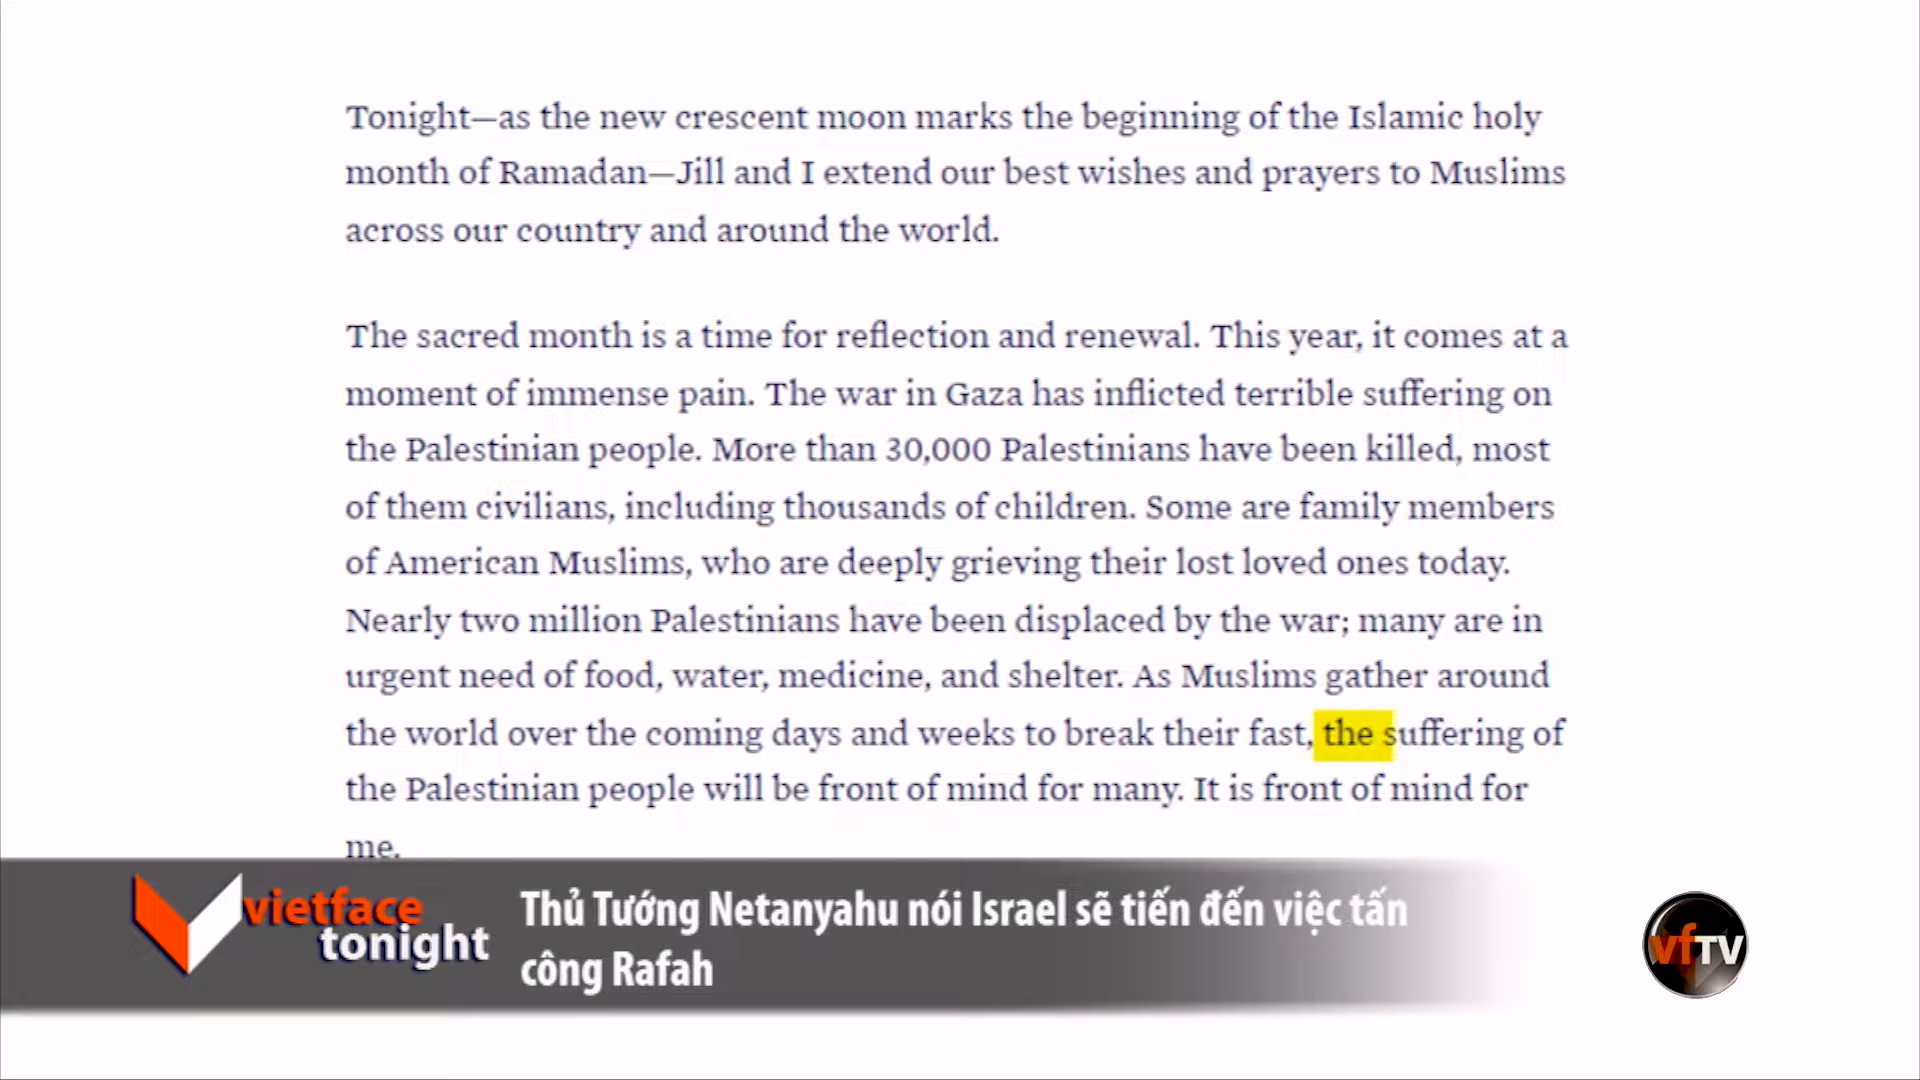 Tonight—as the new crescent moon marks the beginning of the Islamic holy
month of Ramadan—Jill and I extend our best wishes and prayers to Muslims
across our country and around the world.
The sacred month is a time for reflection and renewal. This year, it comes at a
moment of immense pain. The war in Gaza has inflicted terrible suffering on
the Palestinian people. More than 30,000 Palestinians have been killed, most
of them civilians, including thousands of children. Some are family members
of American Muslims, who are deeply grieving their lost loved ones today.
Nearly two million Palestinians have been displaced by the war; many are in
urgent need of food, water, medicine, and shelter. As Muslims gather around
the world over the coming days and weeks to break their fast, the suffering of
the Palestinian people will be front of mind for many. It is front of mind for
me.
vietface
tonight
Thủ Tướng Netanyahu nói Israel sẽ tiến đến việc tấn
công Rafah
vfTV